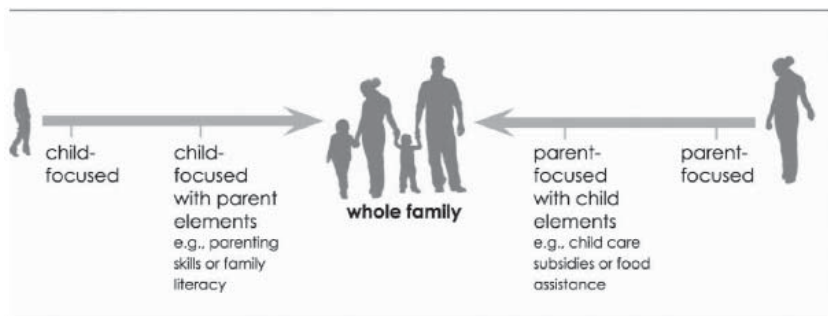 child-
focused
child-
focused
with parent
elements
e.g., parenting
skills or family
literacy
whole family
parent-
focused
with child
elements
e.g., child care
subsidies or food
assistance
parent-
focused